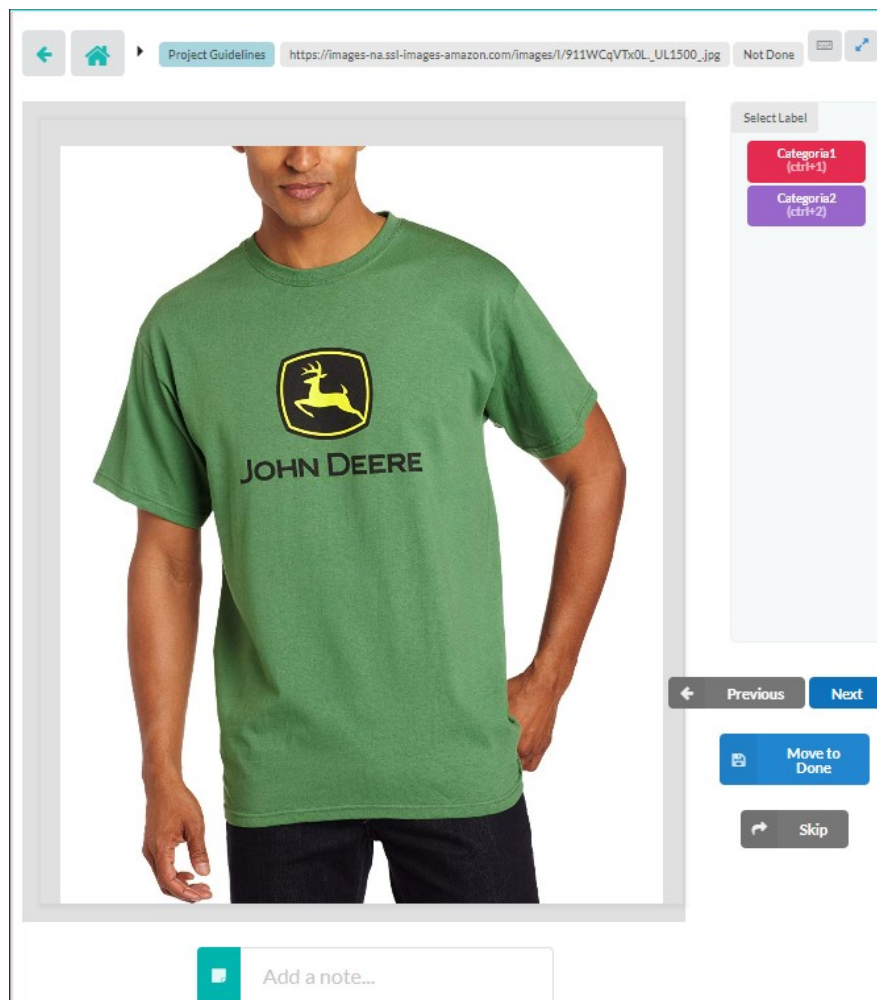 Project Guidelines
https://images-na.ssl-images-amazon.com/images/I/911WCqVTx0L._UL1500_.jpg
Not Done
Select Label
Categoria1
(ctrl+1)
Categoria2
(ctrl+2)
JOHN DEERE
Previous
Next
Move to
Done
Skip
Add a note...